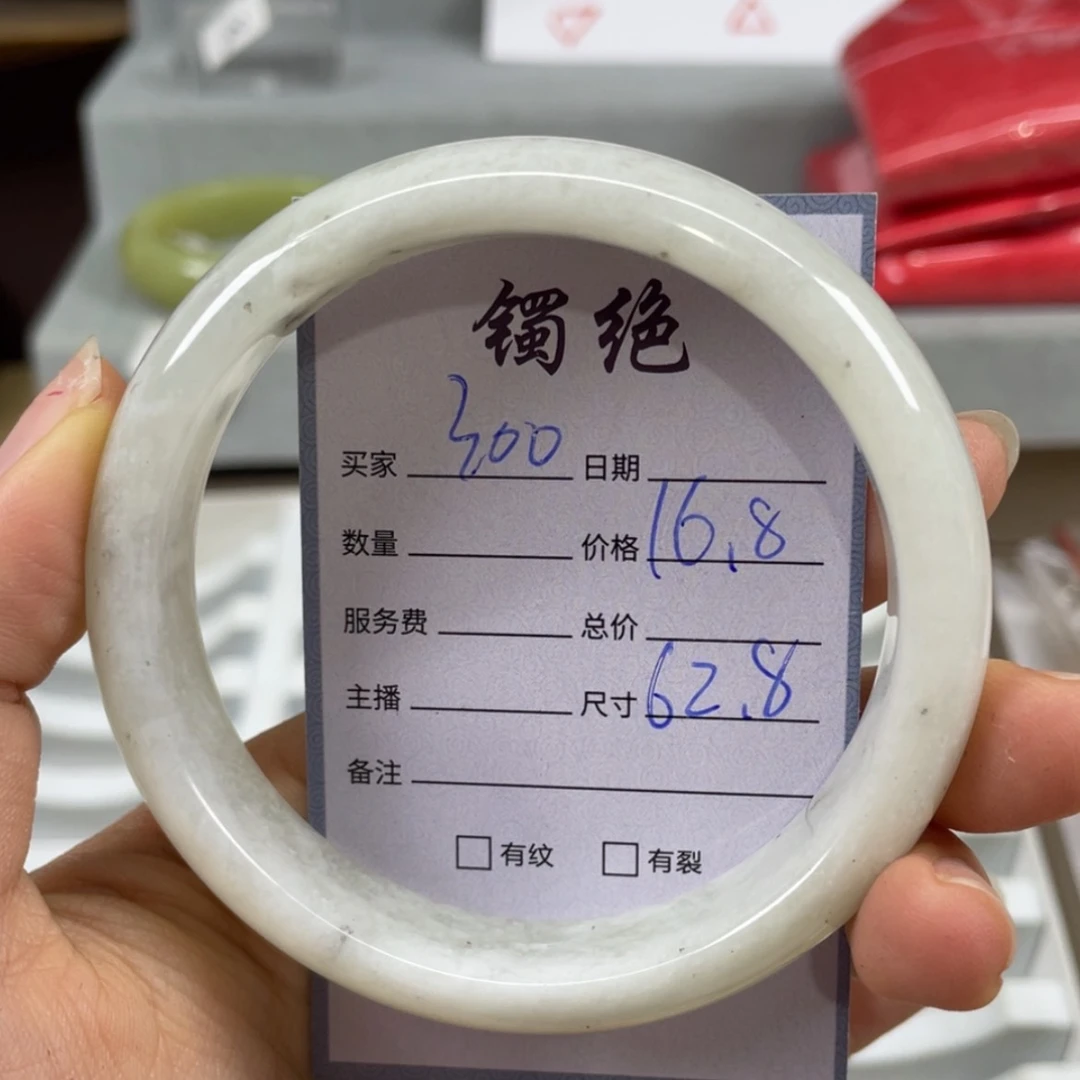 镯绝
买家 300 日期
数量 价格 16.8
服务费 总价
主播 尺寸 62.8
备注
有纹 有裂